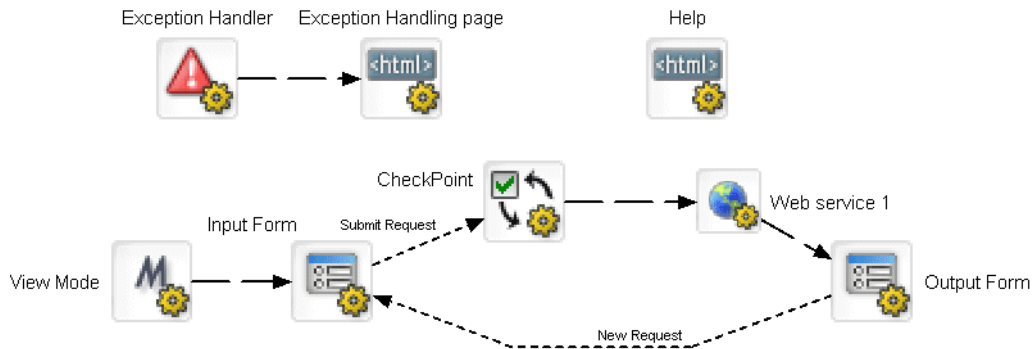 Exception Handler
Exception Handling page
Help
<html>
<html>
CheckPoint
Web service 1
Input Form
Submit Request
View Mode
Output Form
New Request